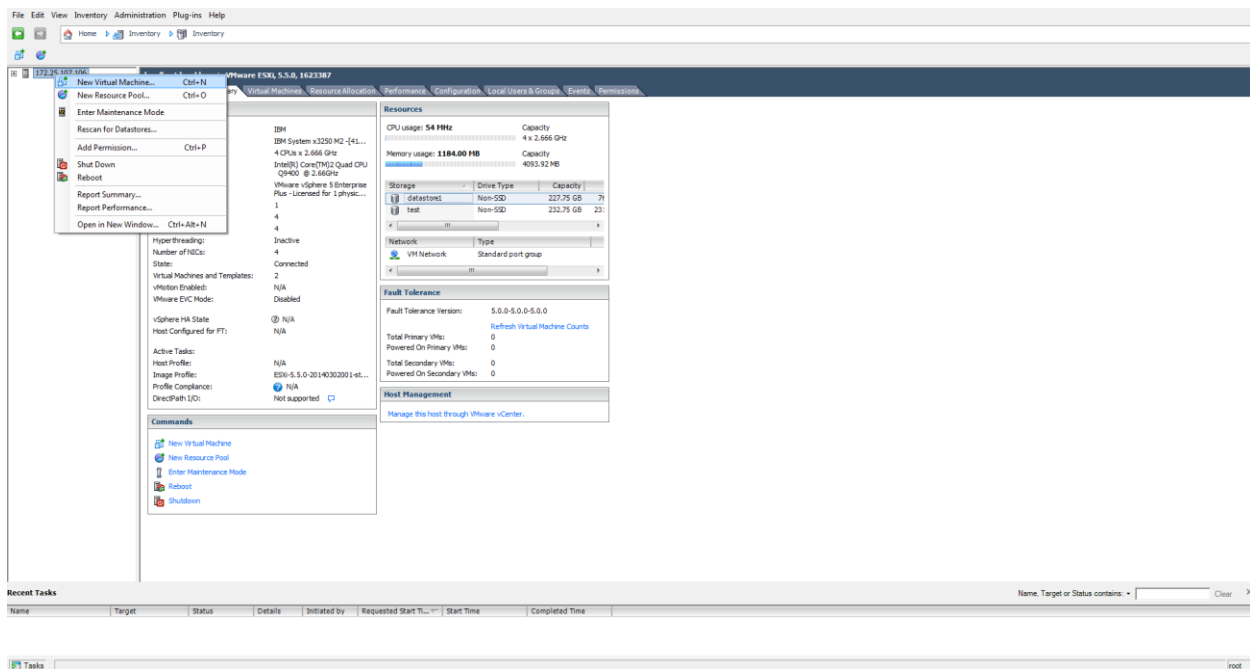 File Edit View Inventory Administration Plug-ins Help
Home Inventory Inventory
172.25.107.106
VMware ESXi, 5.5.0, 1623387
Virtual Machines Resource Allocation Performance Configuration Local Users & Groups Events Permissions
New Virtual Machine... Ctrl+N
New Resource Pool... Ctrl+O
Enter Maintenance Mode
Rescan for Datastores...
Add Permission... Ctrl+P
Shut Down
Reboot
Report Summary...
Report Performance...
Open in New Window... Ctrl+Alt+N
IBM
IBM System x3250 M2 -[41...
4 CPUs x 2.666 GHz
Intel(R) Core(TM)2 Quad CPU
Q9400 @ 2.66GHz
VMware vSphere 5 Enterprise
Plus - Licensed for 1 physic...
1
4
4
Hyperthreading: Inactive
Number of NICs: 4
State: Connected
Virtual Machines and Templates: 2
vMotion Enabled: N/A
VMware EVC Mode: Disabled
vSphere HA State N/A
Host Configured for FT: N/A
Active Tasks:
Host Profile: N/A
Image Profile: ESXi-5.5.0-20140302001-st...
Profile Compliance: N/A
DirectPath I/O: Not supported
Commands
New Virtual Machine
New Resource Pool
Enter Maintenance Mode
Reboot
Shutdown
Resources
CPU usage: 54 MHz Capacity
4 x 2.666 GHz
Memory usage: 1184.00 MB Capacity
4093.92 MB
Storage Drive Type Capacity
datastore1 Non-SSD 227.75 GB
test Non-SSD 232.75 GB
Network Type
VM Network Standard port group
Fault Tolerance
Fault Tolerance Version: 5.0.0-5.0.0-5.0.0
Refresh Virtual Machine Counts
Total Primary VMs: 0
Powered On Primary VMs: 0
Total Secondary VMs: 0
Powered On Secondary VMs: 0
Host Management
Manage this host through VMware vCenter.
Recent Tasks
Name, Target or Status contains: Clear
Name Target Status Details Initiated by Requested Start Ti... Start Time Completed Time
Tasks
root